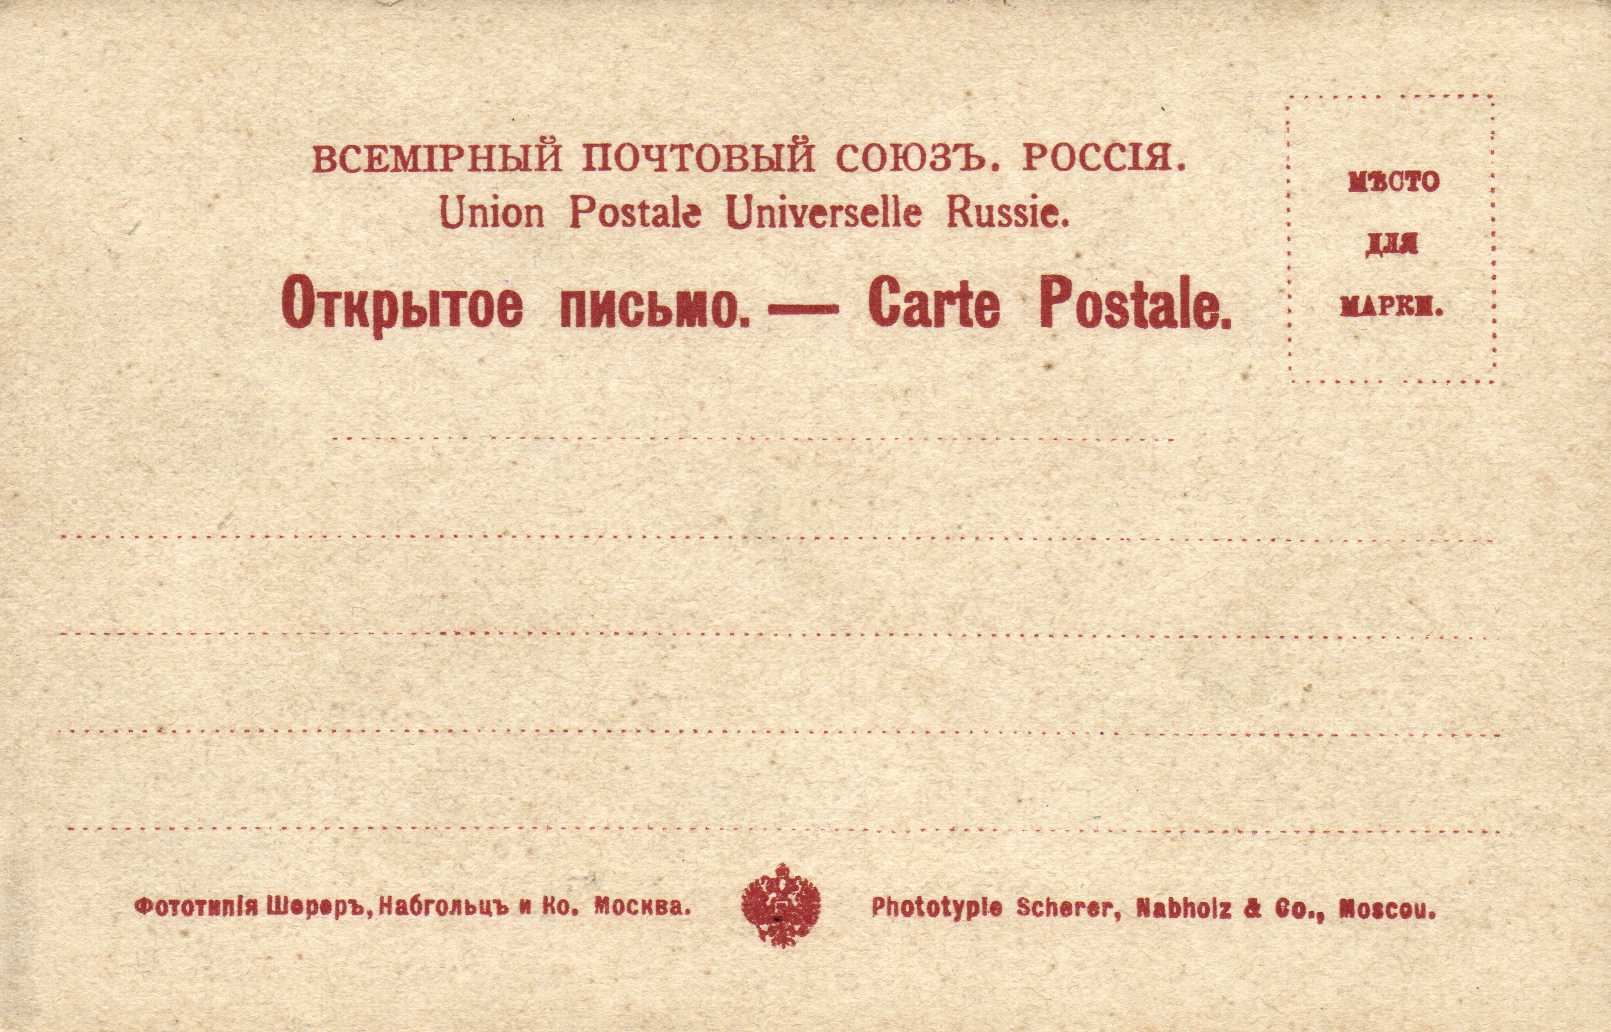 ВСЕМІРНЫЙ ПОЧТОВЫЙ СОЮЗЪ. РОССІЯ.
Union Postale Universelle Russie.
Открытое письмо. — Carte Postale.
МѢСТО
ДЛЯ
МАРКИ.
Фототипія Шереръ, Набгольцъ и Ко. Москва.
Phototypie Scherer, Nabholz & Co., Moscou.